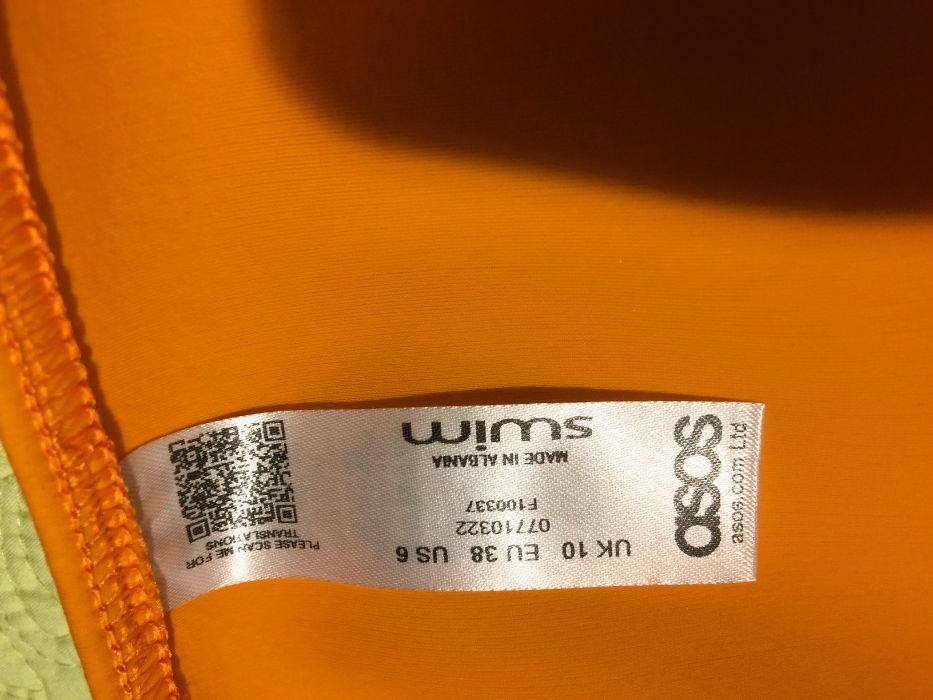 asos
asos.com Ltd
swim
MADE IN ALBANIA
F100337
07710322
UK 10 EU 38 US 6
PLEASE SCAN ME FOR
TRANSLATIONS